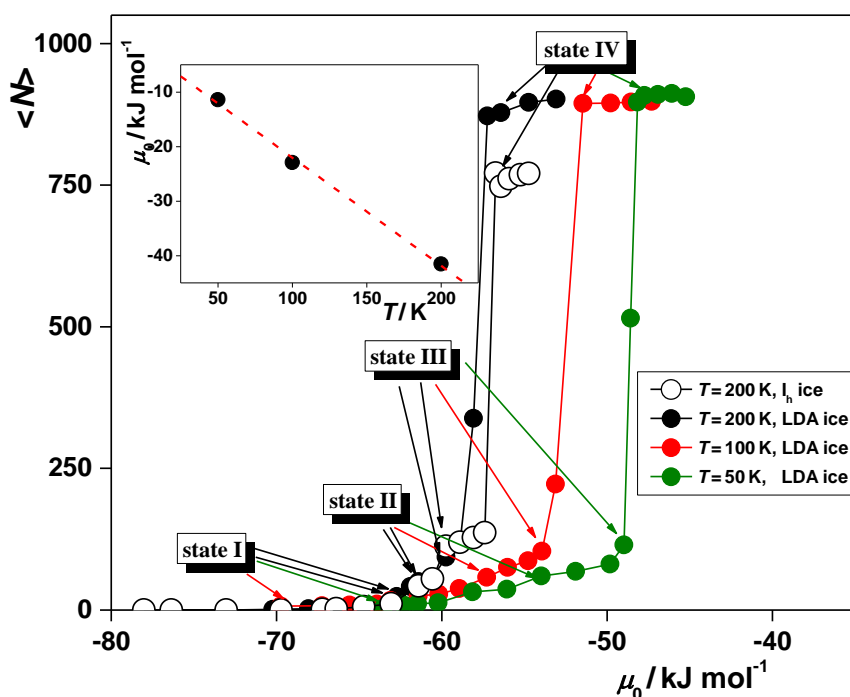 1000
750
500
250
0
<N>
-80
-70
-60
-50
-40
μ₀ / kJ mol⁻¹
state IV
-10
-20
-30
-40
μ₀ / kJ mol⁻¹
50
100
150
200
T / K
state III
state II
state I
T = 200 K, Iₕ ice
T = 200 K, LDA ice
T = 100 K, LDA ice
T = 50 K, LDA ice